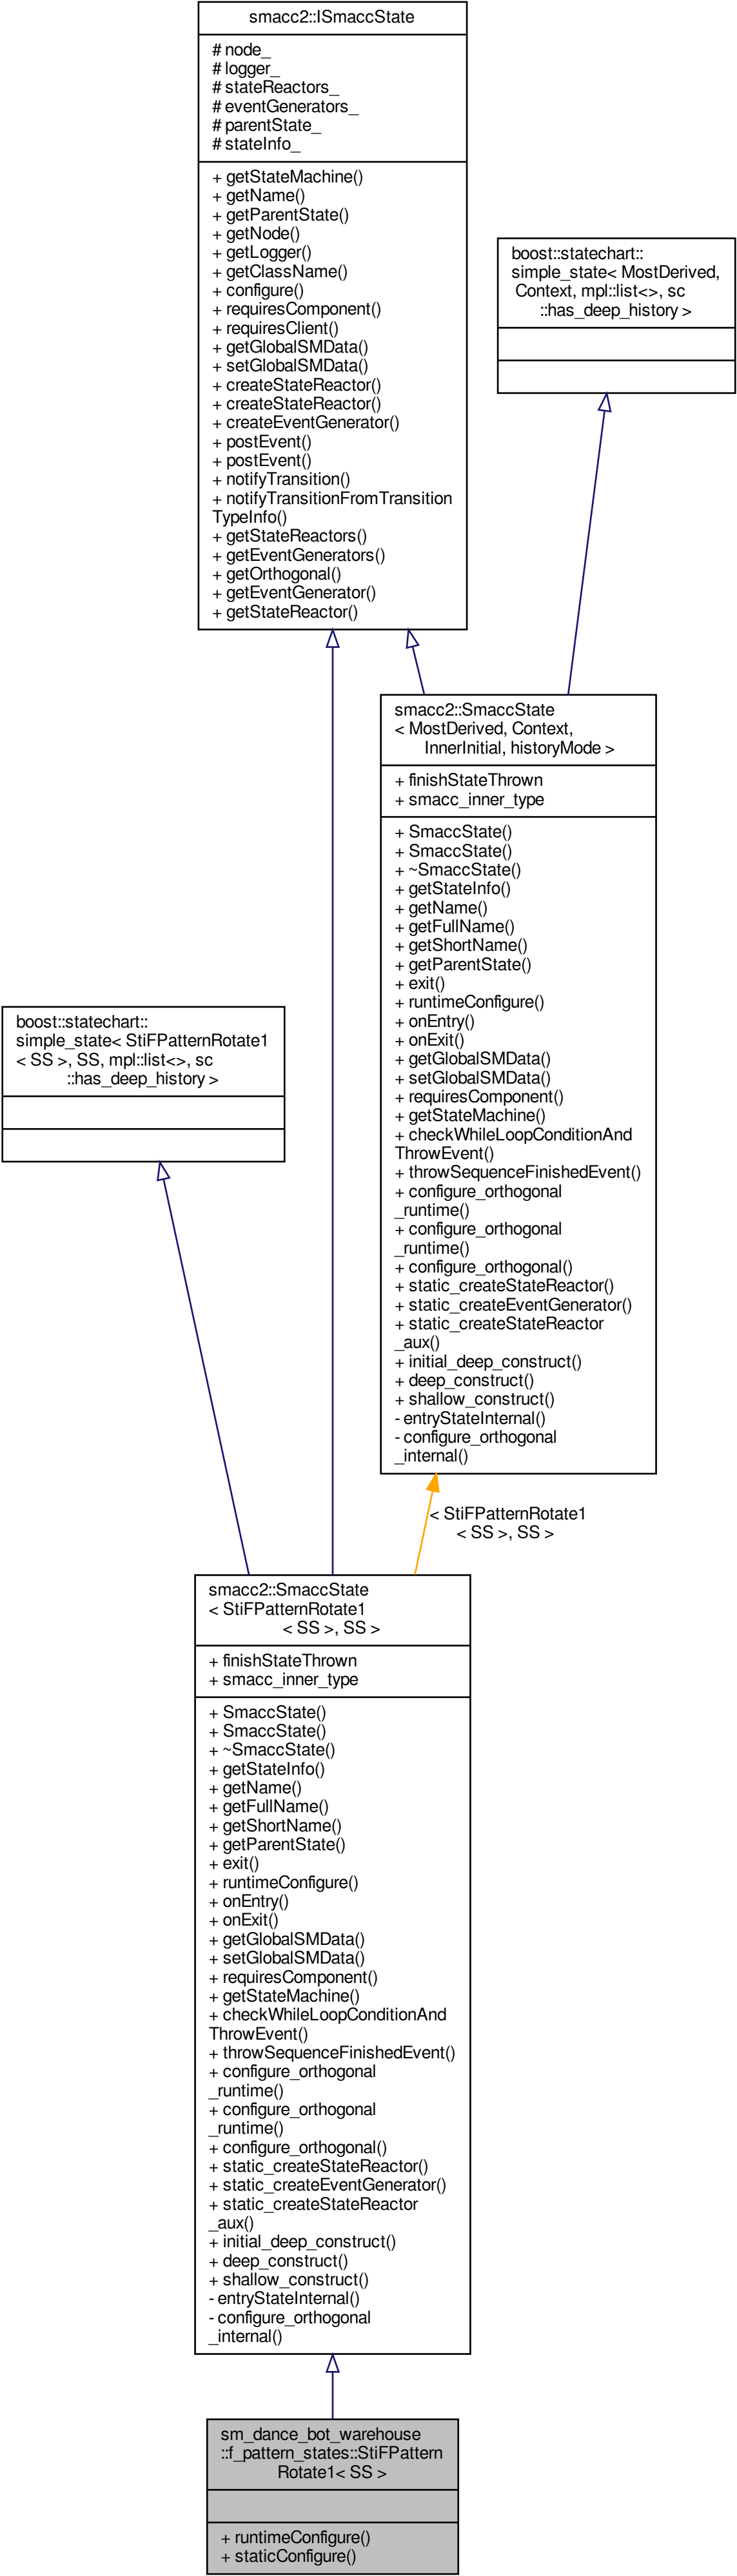 smacc2::ISmaccState
# node_
# logger_
# stateReactors_
# eventGenerators_
# parentState_
# stateInfo_
+ getStateMachine()
+ getName()
+ getParentState()
+ getNode()
+ getLogger()
+ getClassName()
+ configure()
+ requiresComponent()
+ requiresClient()
+ getGlobalSMData()
+ setGlobalSMData()
+ createStateReactor()
+ createStateReactor()
+ createEventGenerator()
+ postEvent()
+ postEvent()
+ notifyTransition()
+ notifyTransitionFromTransition
TypeInfo()
+ getStateReactors()
+ getEventGenerators()
+ getOrthogonal()
+ getEventGenerator()
+ getStateReactor()
boost::statechart::
simple_state< MostDerived,
Context, mpl::list<>, sc
::has_deep_history >
smacc2::SmaccState
< MostDerived, Context,
InnerInitial, historyMode >
+ finishStateThrown
+ smacc_inner_type
+ SmaccState()
+ SmaccState()
+ ~SmaccState()
+ getStateInfo()
+ getName()
+ getFullName()
+ getShortName()
+ getParentState()
+ exit()
+ runtimeConfigure()
+ onEntry()
+ onExit()
+ getGlobalSMData()
+ setGlobalSMData()
+ requiresComponent()
+ getStateMachine()
+ checkWhileLoopConditionAnd
ThrowEvent()
+ throwSequenceFinishedEvent()
+ configure_orthogonal
_runtime()
+ configure_orthogonal
_runtime()
+ configure_orthogonal()
+ static_createStateReactor()
+ static_createEventGenerator()
+ static_createStateReactor
_aux()
+ initial_deep_construct()
+ deep_construct()
+ shallow_construct()
- entryStateInternal()
- configure_orthogonal
_internal()
boost::statechart::
simple_state< StiFPatternRotate1
< SS >, SS, mpl::list<>, sc
::has_deep_history >
< StiFPatternRotate1
< SS >, SS >
smacc2::SmaccState
< StiFPatternRotate1
< SS >, SS >
+ finishStateThrown
+ smacc_inner_type
+ SmaccState()
+ SmaccState()
+ ~SmaccState()
+ getStateInfo()
+ getName()
+ getFullName()
+ getShortName()
+ getParentState()
+ exit()
+ runtimeConfigure()
+ onEntry()
+ onExit()
+ getGlobalSMData()
+ setGlobalSMData()
+ requiresComponent()
+ getStateMachine()
+ checkWhileLoopConditionAnd
ThrowEvent()
+ throwSequenceFinishedEvent()
+ configure_orthogonal
_runtime()
+ configure_orthogonal
_runtime()
+ configure_orthogonal()
+ static_createStateReactor()
+ static_createEventGenerator()
+ static_createStateReactor
_aux()
+ initial_deep_construct()
+ deep_construct()
+ shallow_construct()
- entryStateInternal()
- configure_orthogonal
_internal()
sm_dance_bot_warehouse
::f_pattern_states::StiFPattern
Rotate1< SS >
+ runtimeConfigure()
+ staticConfigure()